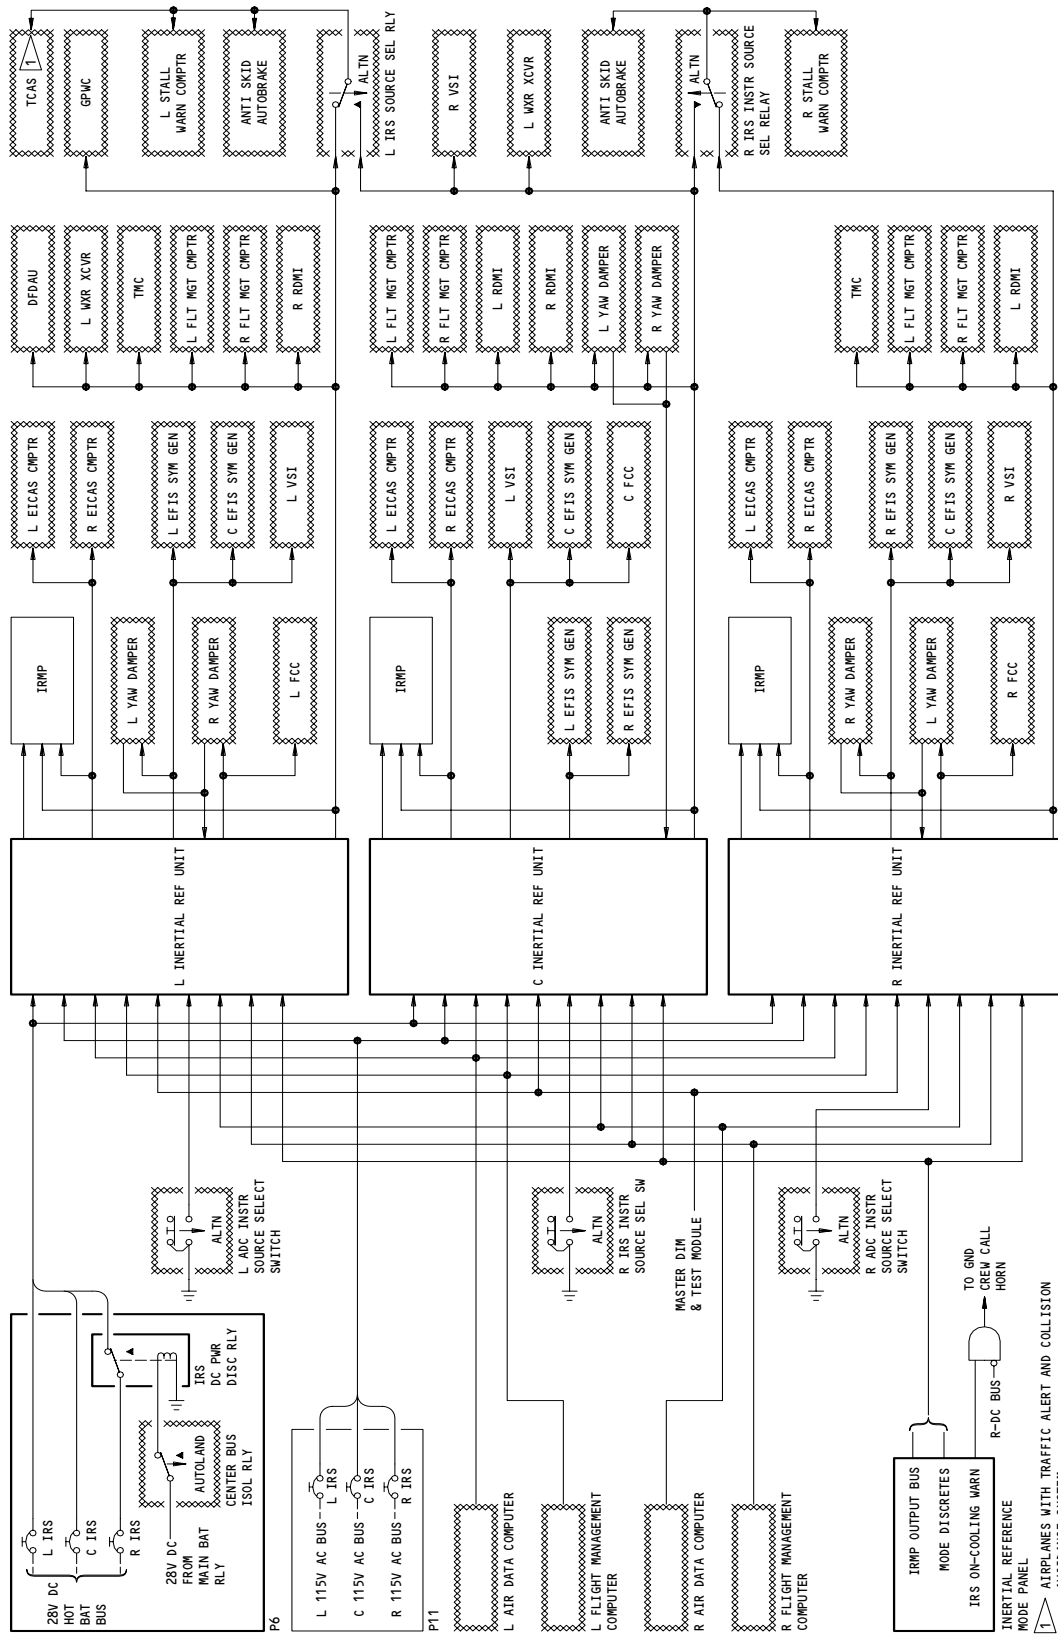 28V DC
HOT
BAT
BUS
L IRS
C IRS
R IRS
28V DC
FROM
MAIN BAT
RLY
AUTOLAND
CENTER BUS
ISOL RLY
IRS
DC PWR
DISC RLY
P6
L 115V AC BUS
C 115V AC BUS
R 115V AC BUS
L IRS
C IRS
R IRS
P11
L AIR DATA COMPUTER
L FLIGHT MANAGEMENT
COMPUTER
R AIR DATA COMPUTER
R FLIGHT MANAGEMENT
COMPUTER
IRMP OUTPUT BUS
MODE DISCRETES
IRS ON-COOLING WARN
INERTIAL REFERENCE
MODE PANEL
R-DC BUS
TO GND
CREW CALL
HORN
1 AIRPLANES WITH TRAFFIC ALERT AND COLLISION
ALTN
L ADC INSTR
SOURCE SELECT
SWITCH
ALTN
R IRS INSTR
SOURCE SEL SW
MASTER DIM
& TEST MODULE
ALTN
R ADC INSTR
SOURCE SELECT
SWITCH
L INERTIAL REF UNIT
C INERTIAL REF UNIT
R INERTIAL REF UNIT
IRMP
L YAW DAMPER
R YAW DAMPER
L FCC
IRMP
L EFIS SYM GEN
R EFIS SYM GEN
IRMP
R YAW DAMPER
L YAW DAMPER
R FCC
L EICAS CMPTR
R EICAS CMPTR
L EFIS SYM GEN
C EFIS SYM GEN
L VSI
L EICAS CMPTR
R EICAS CMPTR
L VSI
C EFIS SYM GEN
C FCC
L EICAS CMPTR
R EICAS CMPTR
R EFIS SYM GEN
C EFIS SYM GEN
R VSI
DFDAU
L WXR XCVR
TMC
L FLT MGT CMPTR
R FLT MGT CMPTR
R RDMI
L FLT MGT CMPTR
R FLT MGT CMPTR
L RDMI
R RDMI
L YAW DAMPER
R YAW DAMPER
TMC
L FLT MGT CMPTR
R FLT MGT CMPTR
L RDMI
TCAS 1
GPWC
L STALL
WARN COMPTR
ANTI SKID
AUTOBRAKE
ALTN
L IRS SOURCE SEL RLY
R VSI
L WXR XCVR
ANTI SKID
AUTOBRAKE
ALTN
R IRS INSTR SOURCE
SEL RELAY
R STALL
WARN COMPTR